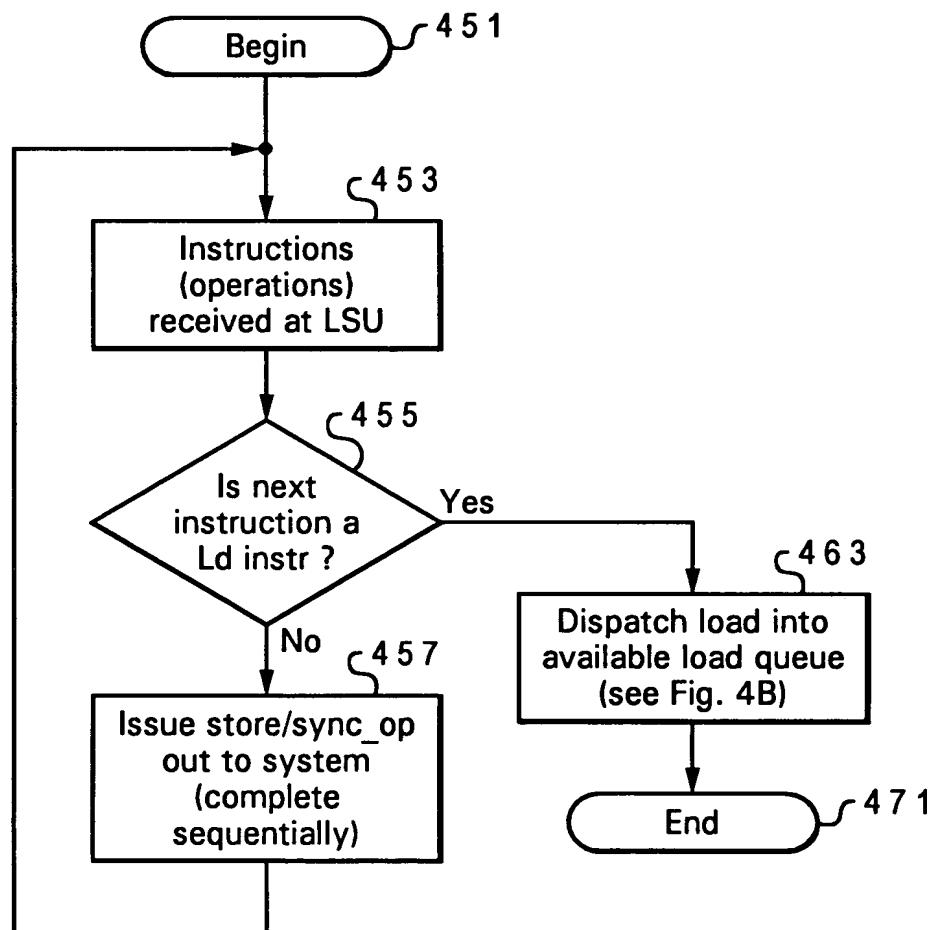 Begin
451
453
Instructions
(operations)
received at LSU
455
Is next
instruction a
Ld instr ?
Yes
463
Dispatch load into
available load queue
(see Fig. 4B)
No
457
Issue store/sync_op
out to system
(complete
sequentially)
End
471